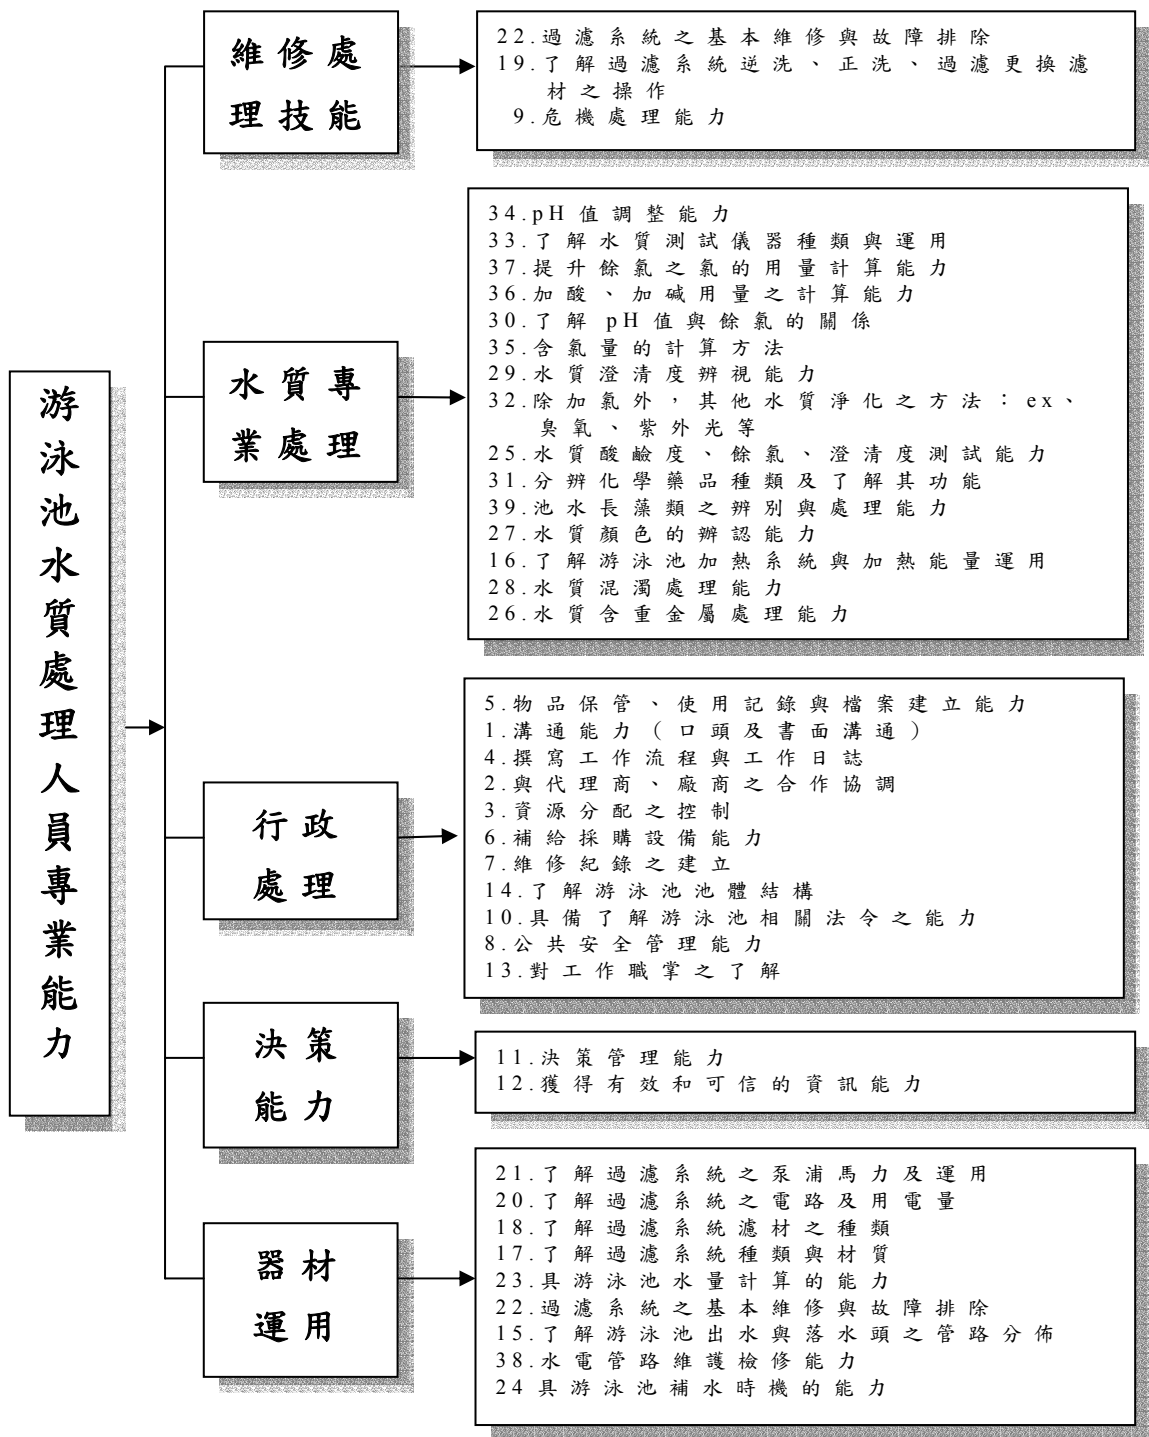 游泳池水質處理人員專業能力
維修處
理技能
22.過濾系統之基本維修與故障排除
19.了解過濾系統逆洗、正洗、過濾更換濾
材之操作
9.危機處理能力
水質專
業處理
34.pH值調整能力
33.了解水質測試儀器種類與運用
37.提升餘氣之氣的用量計算能力
36.加酸、加碱用量之計算能力
30.了解 pH值與餘氯的關係
35.含氯量的計算方法
29.水質澄清度辨視能力
32.除加氯外，其他水質淨化之方法：ex、
臭氧、紫外光等
25.水質酸鹼度、餘氯、澄清度測試能力
31.分辨化學藥品種類及了解其功能
39.池水長藻類之辨別與處理能力
27.水質顏色的辨認能力
16.了解游泳池加熱系統與加熱能量運用
28.水質混濁處理能力
26.水質含重金屬處理能力
行政
處理
5.物品保管、使用記錄與檔案建立能力
1.溝通能力（口頭及書面溝通）
4.撰寫工作流程與工作日誌
2.與代理商、廠商之合作協調
3.資源分配之控制
6.補給採購設備能力
7.維修紀錄之建立
14.了解游泳池池體結構
10.具備了解游泳池相關法令之能力
8.公共安全管理能力
13.對工作職掌之了解
決策
能力
11.決策管理能力
12.獲得有效和可信的資訊能力
器材
運用
21.了解過濾系統之泵浦馬力及運用
20.了解過濾系統之電路及用電量
18.了解過濾系統濾材之種類
17.了解過濾系統種類與材質
23.具游泳池水量計算的能力
22.過濾系統之基本維修與故障排除
15.了解游泳池出水與落水頭之管路分佈
38.水電管路維護檢修能力
24 具游泳池補水時機的能力